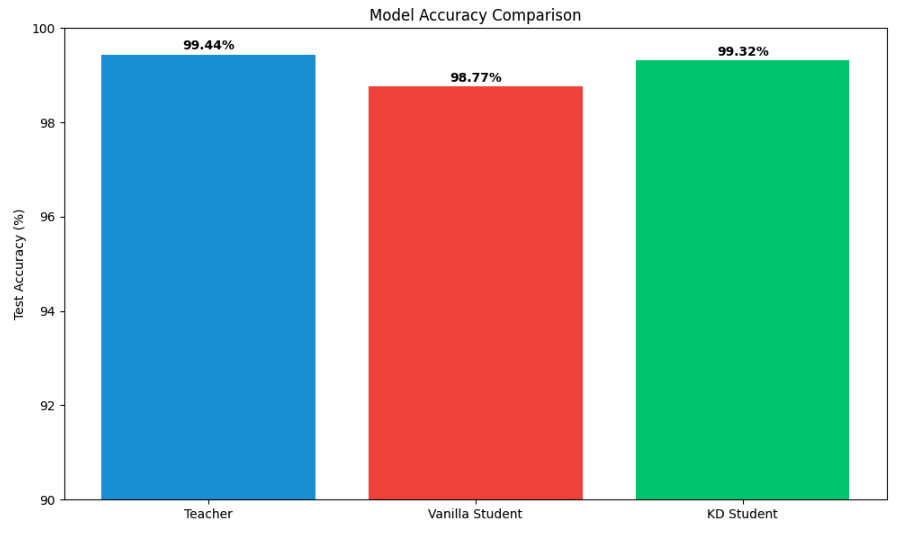 Model Accuracy Comparison
Test Accuracy (%)
100
98
96
94
92
90
99.44%
98.77%
99.32%
Teacher
Vanilla Student
KD Student